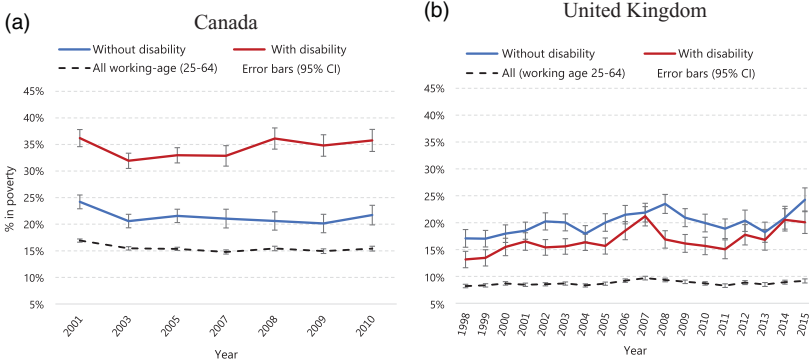 (a)
Canada
Without disability
With disability
All working-age (25-64)
Error bars (95% CI)
% in poverty
45%
40%
35%
30%
25%
20%
15%
10%
5%
2001
2003
2005
2007
2008
2009
2010
Year
(b)
United Kingdom
Without disability
With disability
All (working age 25-64)
Error bars (95% CI)
45%
40%
35%
30%
25%
20%
15%
10%
5%
1998
1999
2000
2001
2002
2003
2004
2005
2006
2007
2008
2009
2010
2011
2012
2013
2014
2015
Year